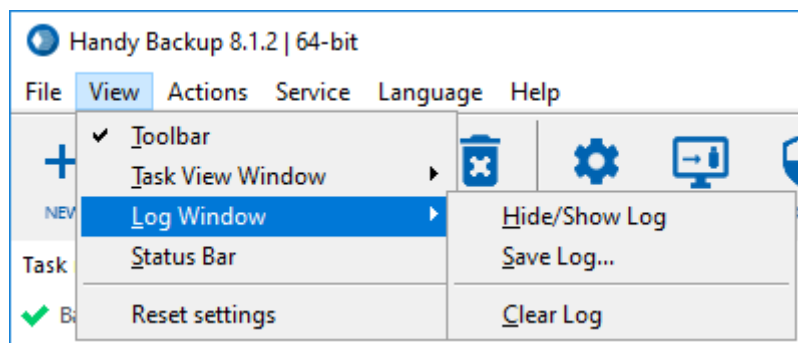 Handy Backup 8.1.2 | 64-bit
File View Actions Service Language Help
Toolbar
Task View Window
NEW
Log Window
Hide/Show Log
Task
Status Bar
Save Log...
Reset settings
Clear Log